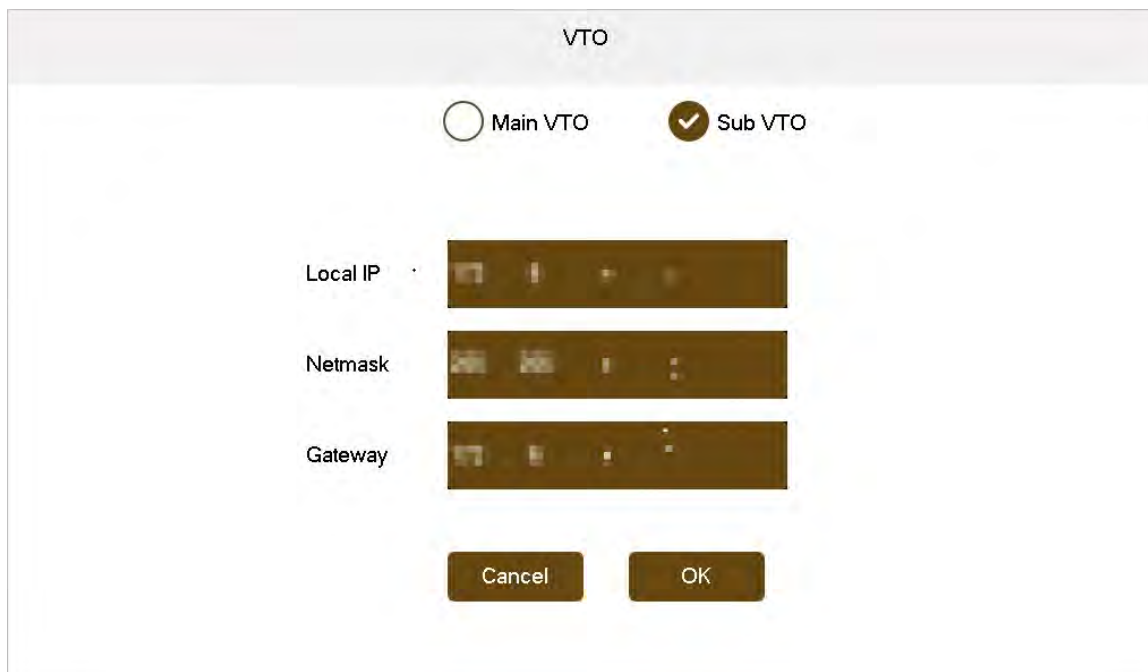 VTO
Main VTO Sub VTO
Local IP
Netmask
Gateway
Cancel OK